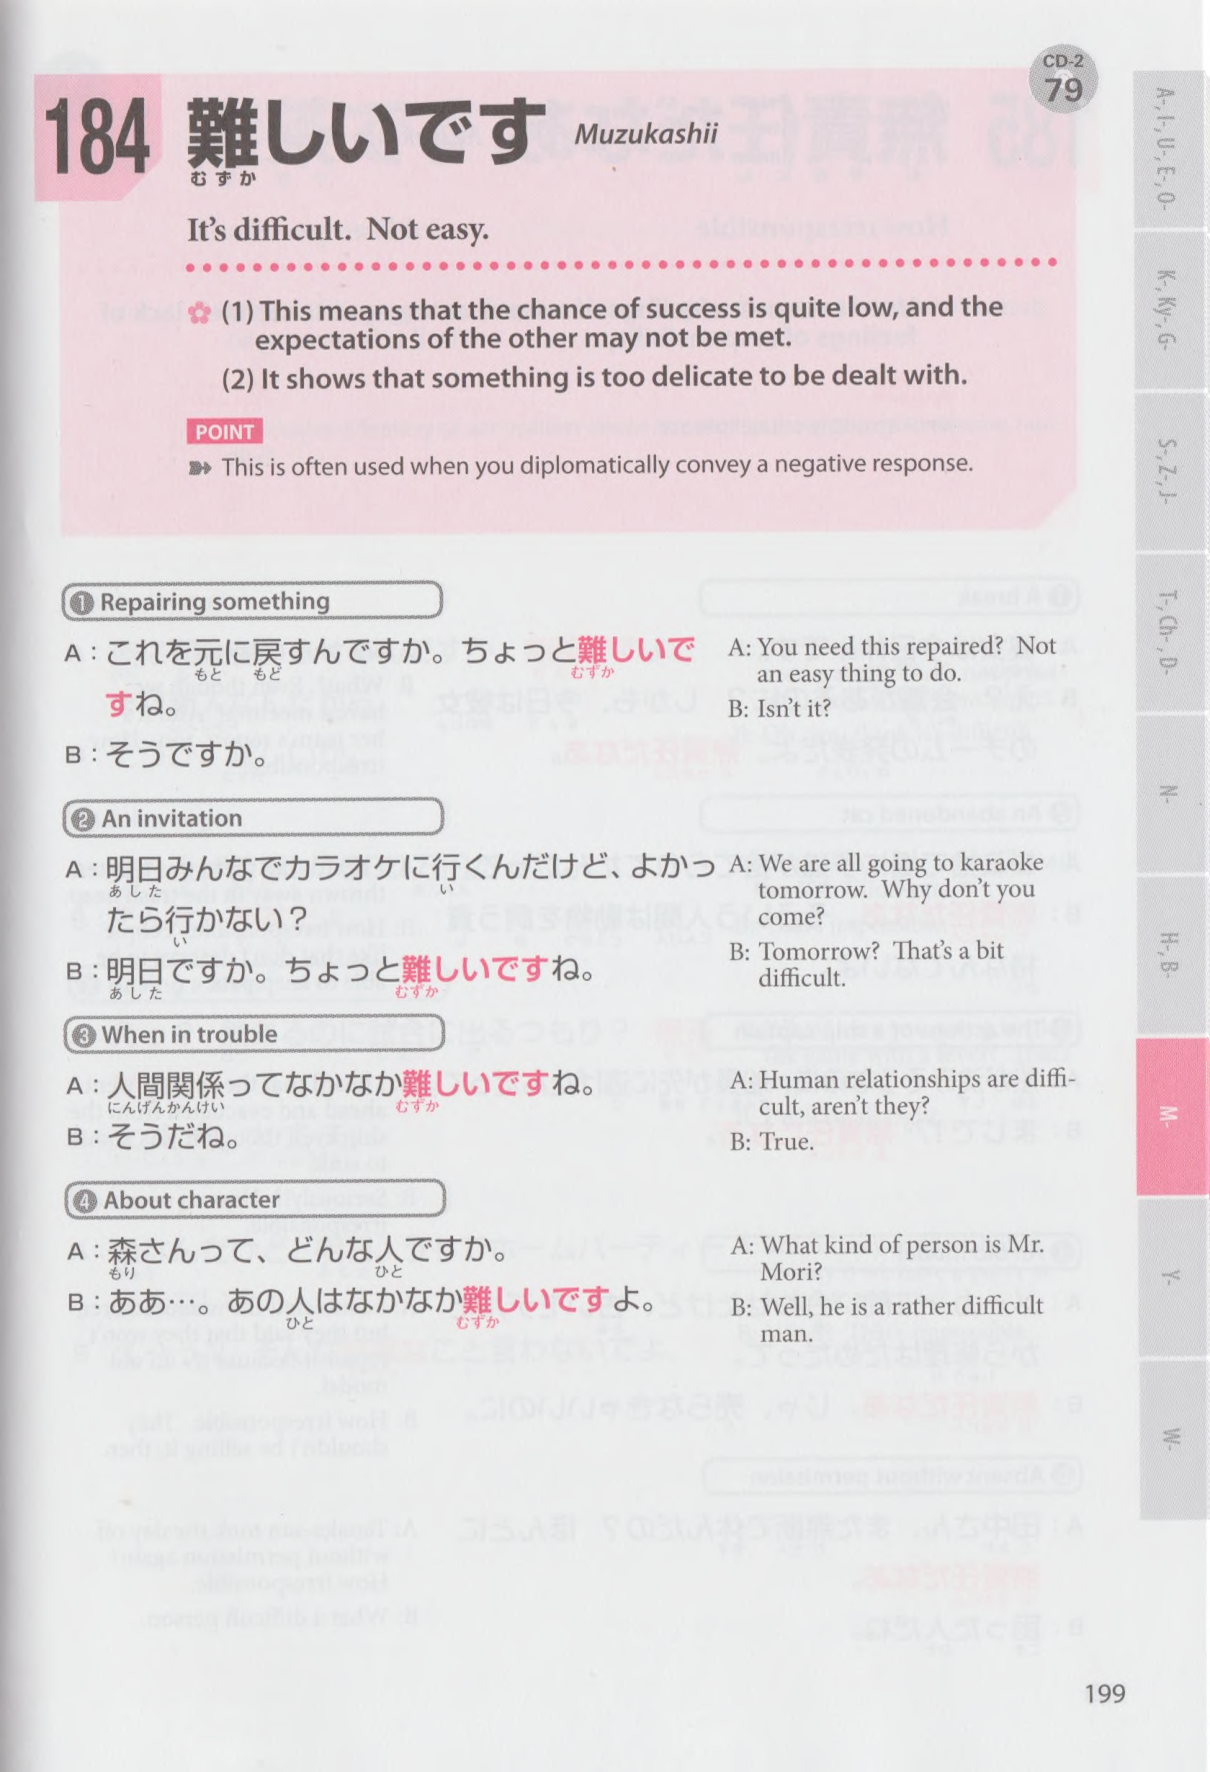 CD-2
79
184 難しいです Muzukashii
むずか
It's difficult. Not easy.
(1) This means that the chance of success is quite low, and the
expectations of the other may not be met.
(2) It shows that something is too delicate to be dealt with.
POINT
This is often used when you diplomatically convey a negative response.
❶ Repairing something
A：これを元に戻すんですか。ちょっと難しいで
もと もど むずか
すね。
B：そうですか。
A: You need this repaired? Not
an easy thing to do.
B: Isn't it?
❷ An invitation
A：明日みんなでカラオケに行くんだけど、よかっ
あした い
たら行かない？
い
B：明日ですか。ちょっと難しいですね。
あした むずか
A: We are all going to karaoke
tomorrow. Why don't you
come?
B: Tomorrow? That's a bit
difficult.
❸ When in trouble
A：人間関係ってなかなか難しいですね。
にんげんかんけい むずか
B：そうだね。
A: Human relationships are diffi-
cult, aren't they?
B: True.
❹ About character
A：森さんって、どんな人ですか。
もり ひと
B：ああ…。あの人はなかなか難しいですよ。
ひと むずか
A: What kind of person is Mr.
Mori?
B: Well, he is a rather difficult
man.
A-, I-, U-, E-, O-
K-, Ky-, G-
S-, Z-, J-
T-, Ch-, D-
N-
H-, B-
M-
Y-
W-
199